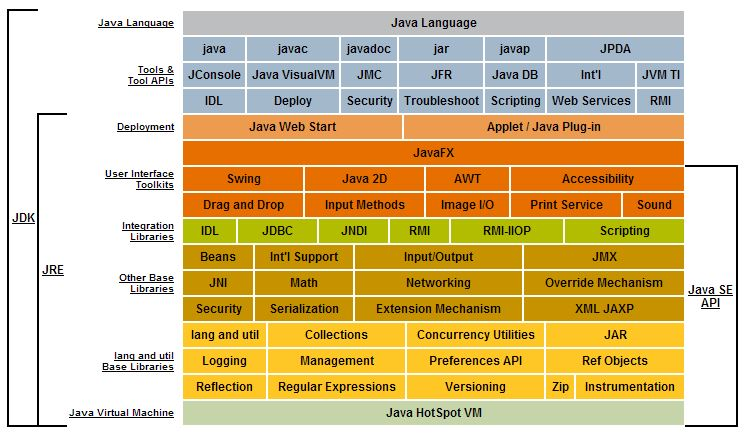 Java Language Java Language
java javac javadoc jar javap JPDA
Tools &
Tool APIs
JConsole Java VisualVM JMC JFR Java DB Int'l JVM TI
IDL Deploy Security Troubleshoot Scripting Web Services RMI
Deployment Java Web Start Applet / Java Plug-in
JavaFX
User Interface
Toolkits
Swing Java 2D AWT Accessibility
Drag and Drop Input Methods Image I/O Print Service Sound
Integration
Libraries
IDL JDBC JNDI RMI RMI-IIOP Scripting
JDK
JRE
Beans Int'l Support Input/Output JMX
Other Base
Libraries
JNI Math Networking Override Mechanism
Security Serialization Extension Mechanism XML JAXP
Java SE
API
lang and util Collections Concurrency Utilities JAR
lang and util
Base Libraries
Logging Management Preferences API Ref Objects
Reflection Regular Expressions Versioning Zip Instrumentation
Java Virtual Machine Java HotSpot VM